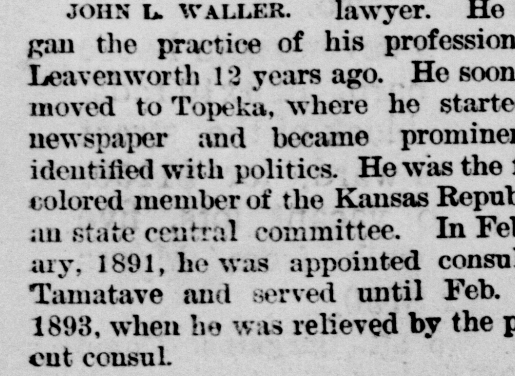 JOHN L. WALLER. lawyer. He
gan the practice of his profession
Leavenworth 12 years ago. He soon
moved to Topeka, where he starte
newspaper and became prominen
identified with politics. He was the f
colored member of the Kansas Repub
an state central committee. In Feb
ary, 1891, he was appointed consul
Tamatave and served until Feb.
1893, when he was relieved by the p
ent consul.